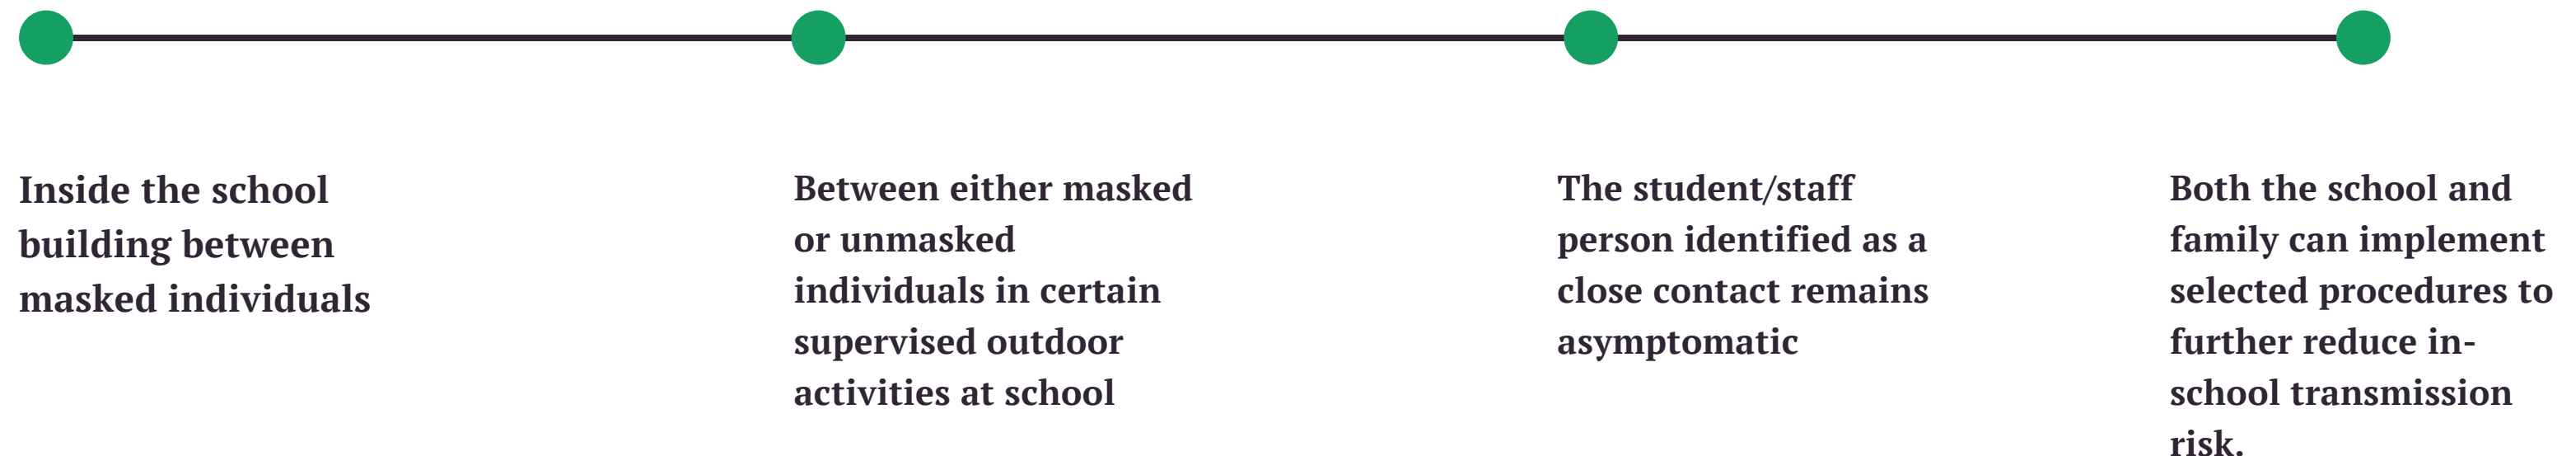 Inside the school
building between
masked individuals
Between either masked
or unmasked
individuals in certain
supervised outdoor
activities at school
The student/staff
person identified as a
close contact remains
asymptomatic
Both the school and
family can implement
selected procedures to
further reduce in-
school transmission
risk.